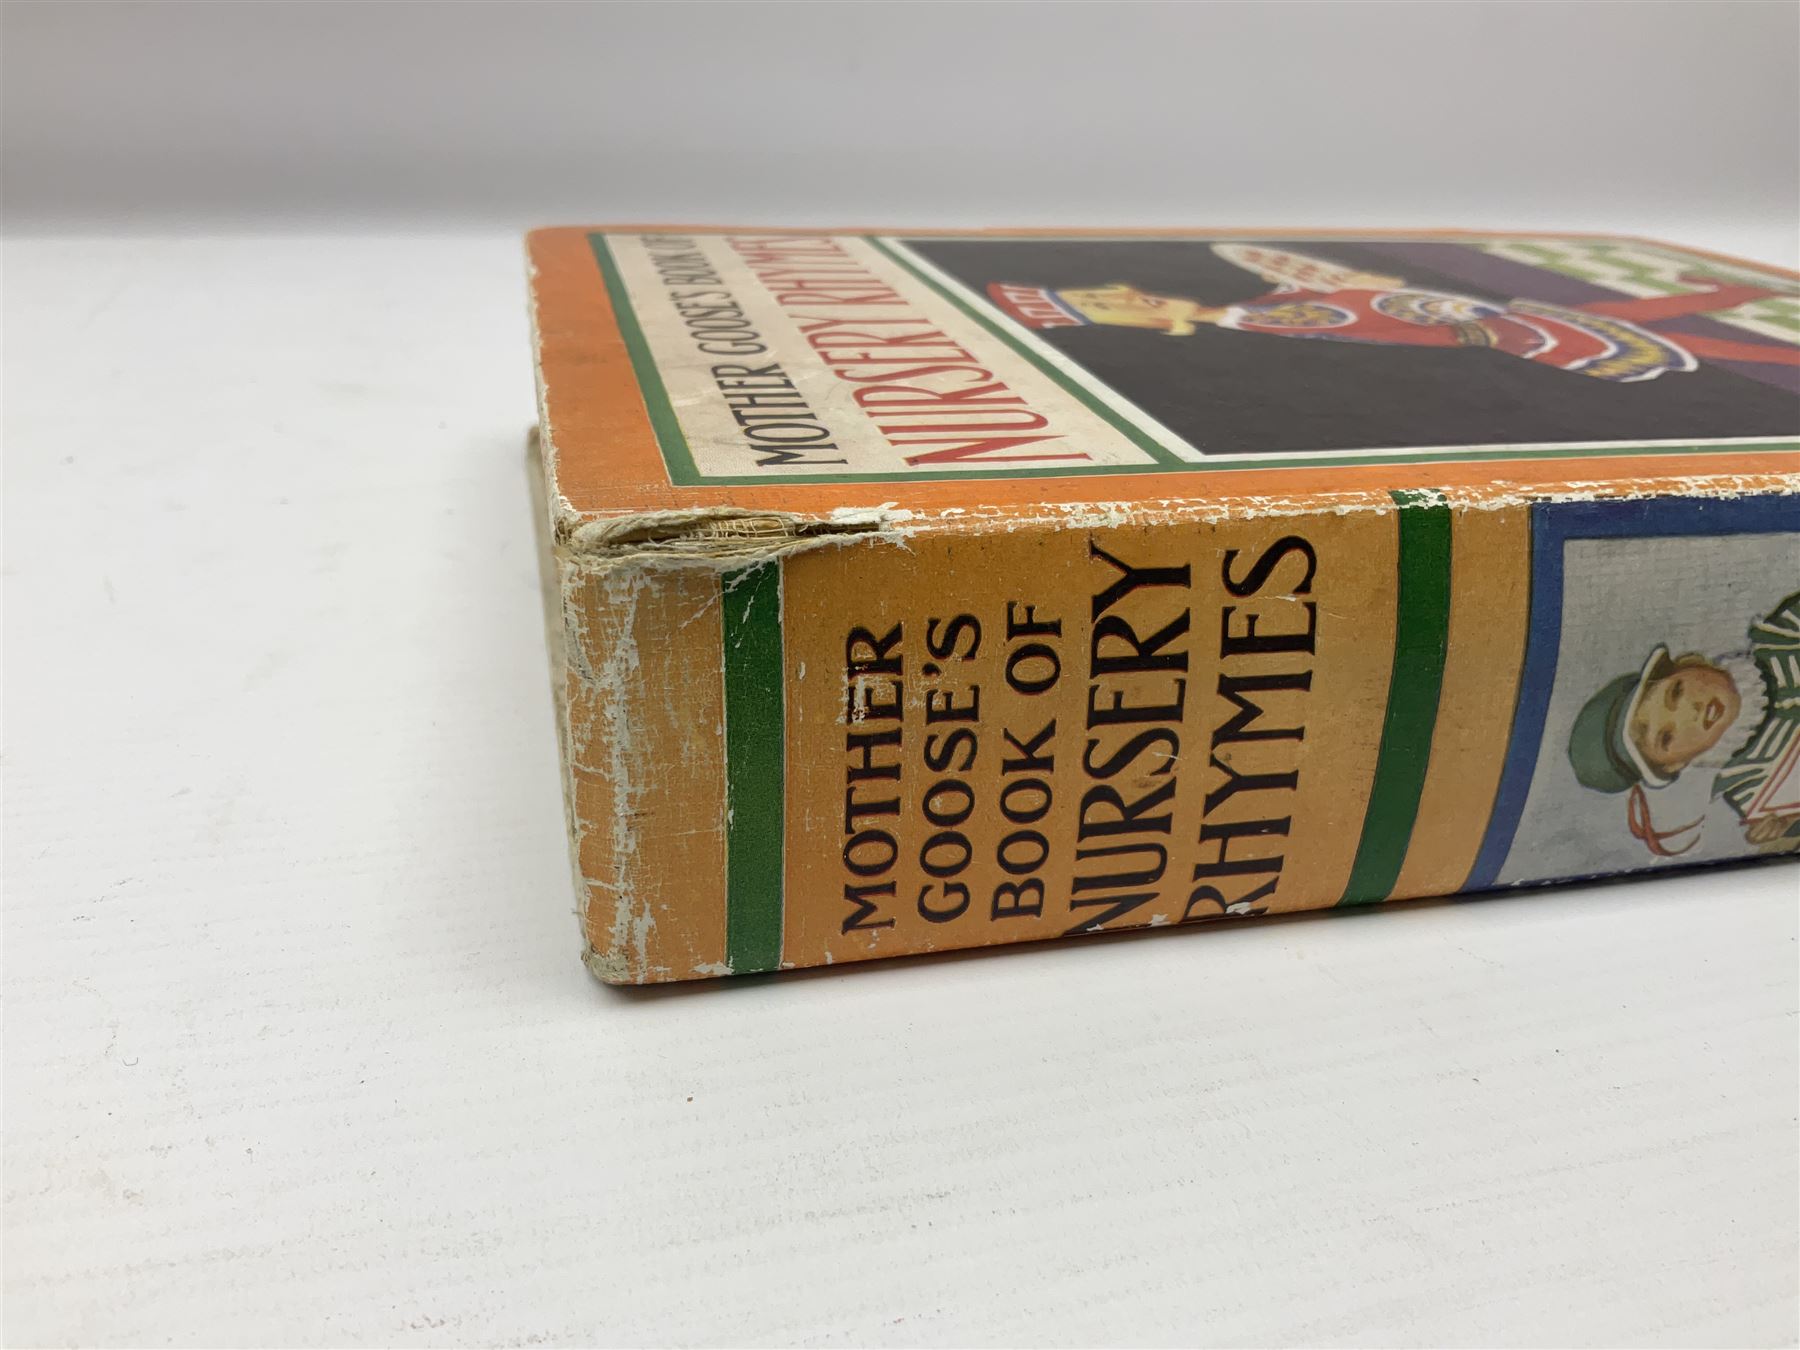 MOTHER GOOSE'S BOOK OF
NURSERY RHYMES
MOTHER
GOOSE'S
BOOK OF
NURSERY
RHYMES